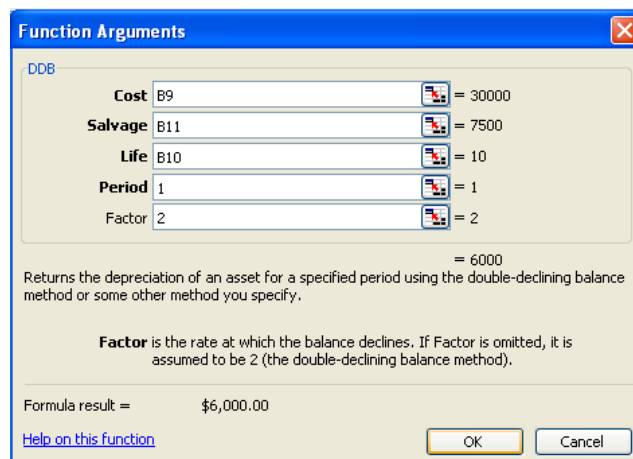 Function Arguments
DDB
Cost B9 = 30000
Salvage B11 = 7500
Life B10 = 10
Period 1 = 1
Factor 2 = 2
= 6000
Returns the depreciation of an asset for a specified period using the double-declining balance
method or some other method you specify.
Factor is the rate at which the balance declines. If Factor is omitted, it is
assumed to be 2 (the double-declining balance method).
Formula result = $6,000.00
Help on this function OK Cancel